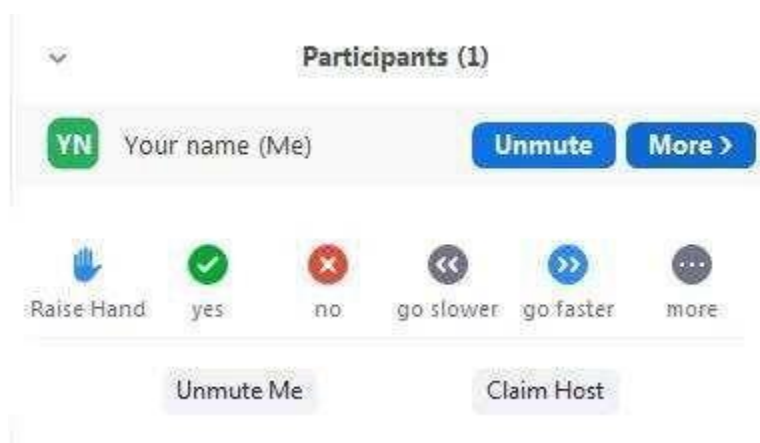 Participants (1)
YN Your name (Me) Unmute More >
Raise Hand yes no go slower go faster more
Unmute Me Claim Host